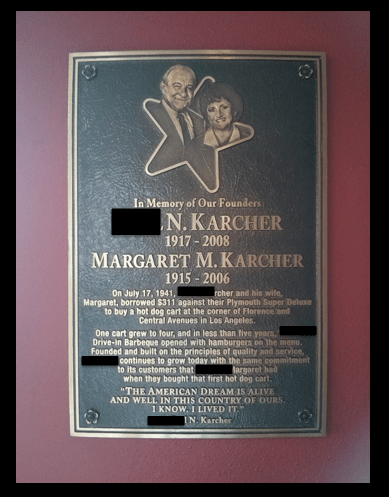 In Memory of Our Founders
N. KARCHER
1917 - 2008
MARGARET M. KARCHER
1915 - 2006
On July 17, 1941, rcher and his wife,
Margaret, borrowed $311 against their Plymouth Super Deluxe
to buy a hot dog cart at the corner of Florence and
Central Avenues in Los Angeles.
One cart grew to four, and in less than five years,
Drive-In Barbeque opened with hamburgers on the menu.
Founded and built on the principles of quality and service,
continues to grow today with the same commitment
to its customers that argaret had
when they bought that first hot dog cart.
"THE AMERICAN DREAM IS ALIVE
AND WELL IN THIS COUNTRY OF OURS.
I KNOW, I LIVED IT."
l N. Karcher